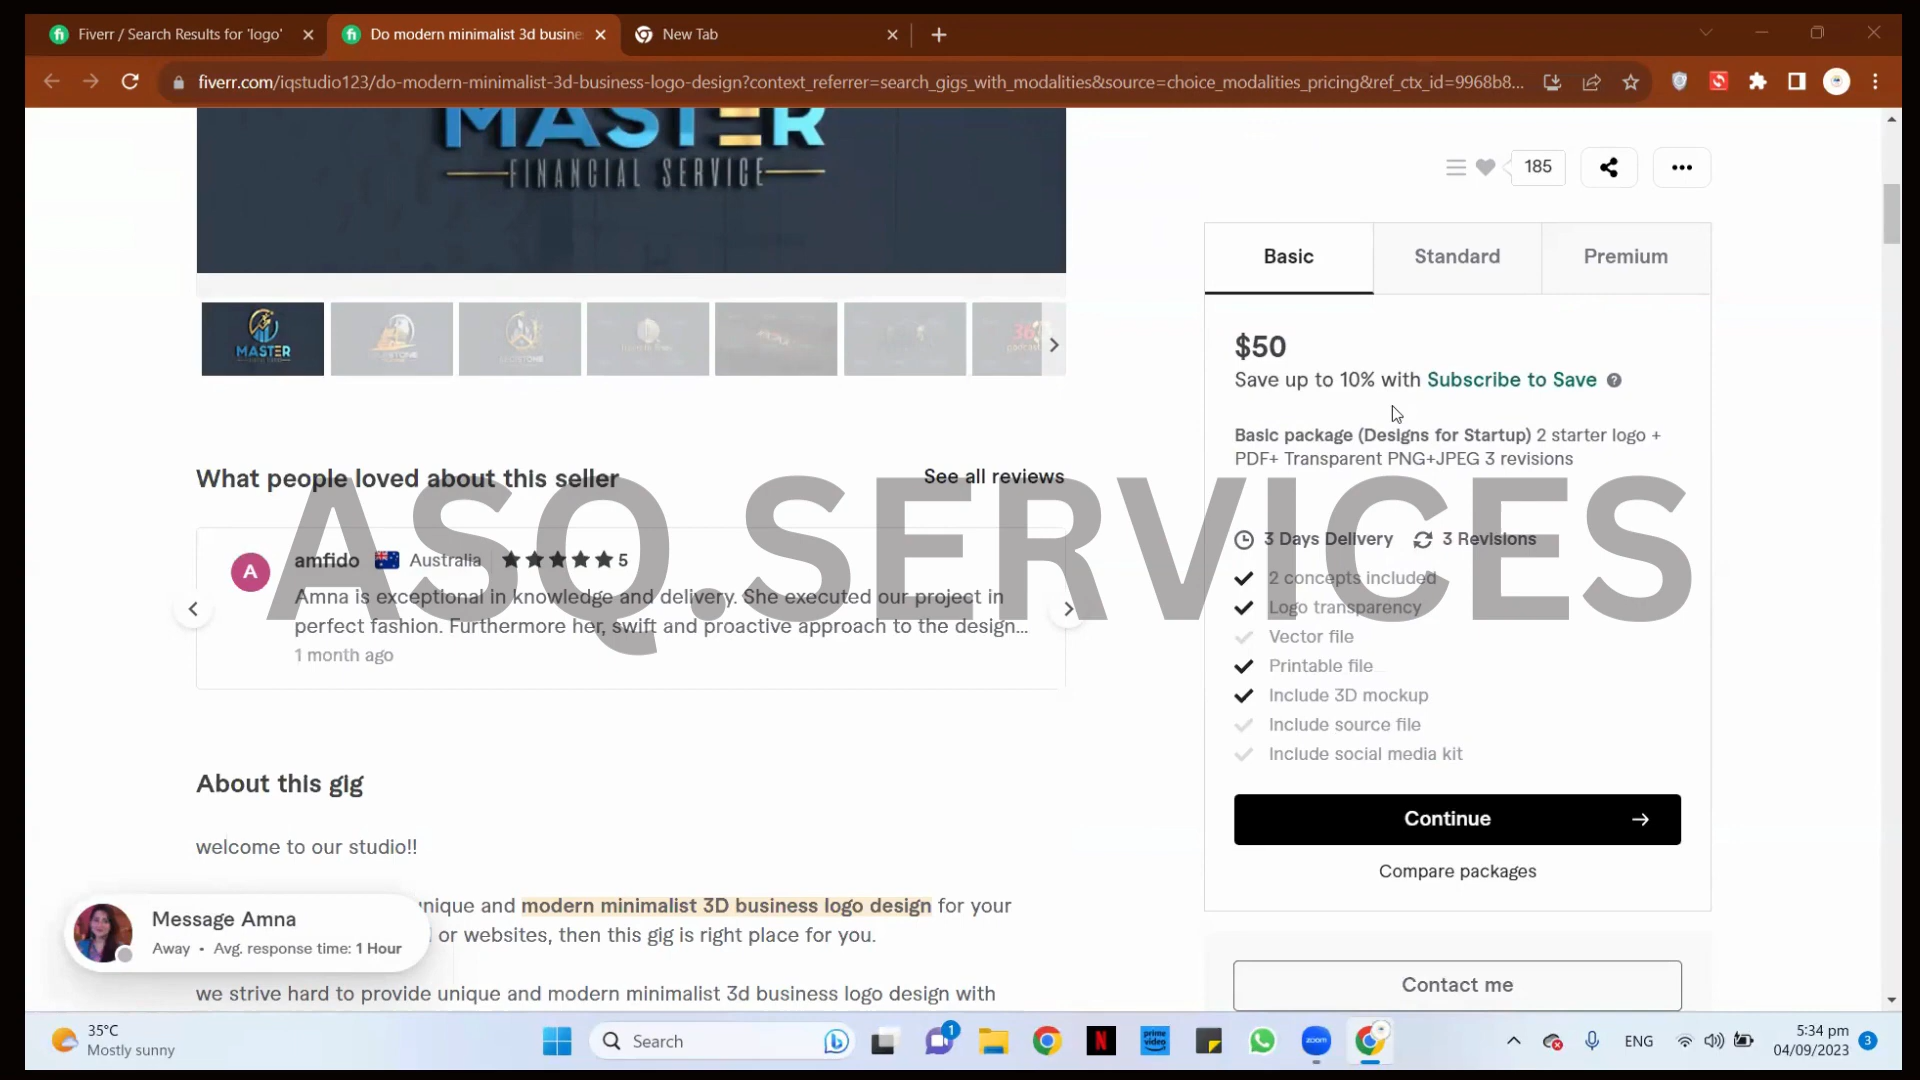 Fiverr / Search Results for 'logo'
Do modern minimalist 3d busine
New Tab
fiverr.com/iqstudio123/do-modern-minimalist-3d-business-logo-design?context_referrer=search_gigs_with_modalities&source=choice_modalities_pricing&ref_ctx_id=9968b8...
MASTER
FINANCIAL SERVICE
185
Basic
Standard
Premium
$50
Save up to 10% with Subscribe to Save
Basic package (Designs for Startup) 2 starter logo +
PDF+ Transparent PNG+JPEG 3 revisions
MASTER
What people loved about this seller
See all reviews
ASQ.SERVICES
3 Days Delivery
3 Revisions
2 concepts included
Logo transparency
Vector file
Printable file
Include 3D mockup
Include source file
Include social media kit
A
amfido
Australia
5
Amna is exceptional in knowledge and delivery. She executed our project in
perfect fashion. Furthermore her, swift and proactive approach to the design...
1 month ago
Continue
Compare packages
Contact me
About this gig
welcome to our studio!!
nique and modern minimalist 3D business logo design for your
or websites, then this gig is right place for you.
we strive hard to provide unique and modern minimalist 3d business logo design with
Message Amna
Away • Avg. response time: 1 Hour
35°C
Mostly sunny
Search
1
prime video
zoom
ENG
5:34 pm
04/09/2023
3